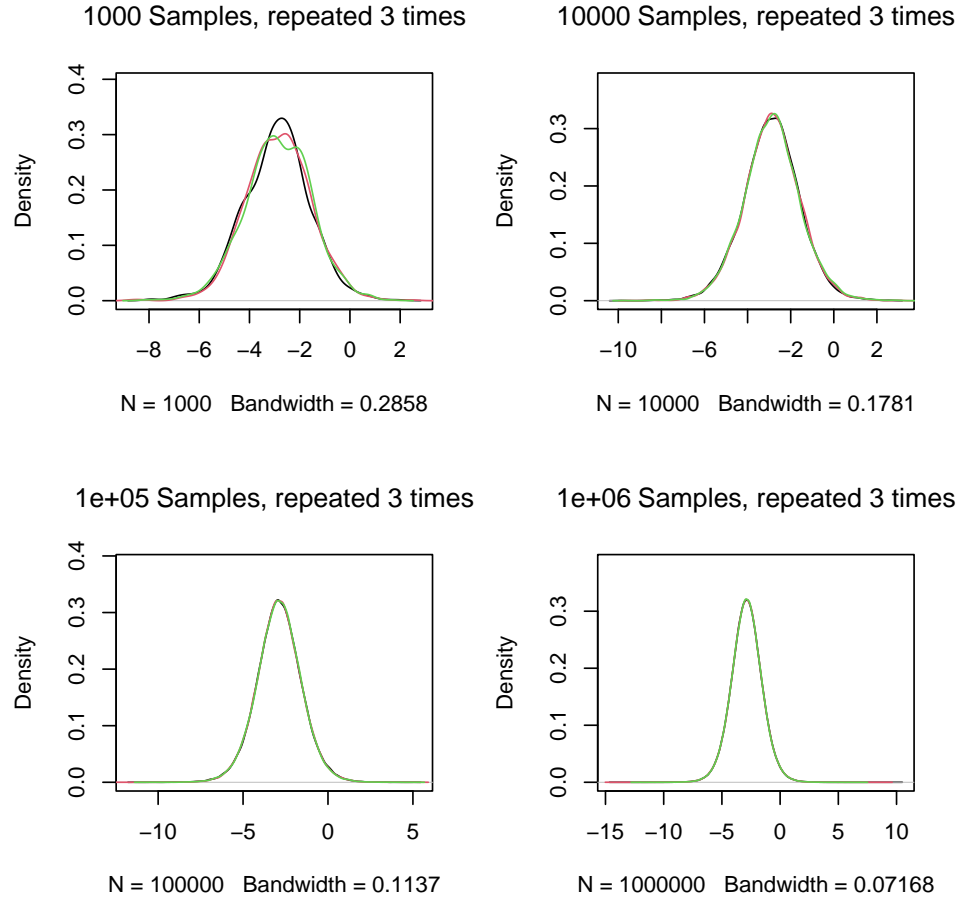 1000 Samples, repeated 3 times
Density
0.0 0.1 0.2 0.3 0.4
−8 −6 −4 −2 0 2
N = 1000 Bandwidth = 0.2858
10000 Samples, repeated 3 times
Density
0.0 0.1 0.2 0.3
−10 −6 −2 0 2
N = 10000 Bandwidth = 0.1781
1e+05 Samples, repeated 3 times
Density
0.0 0.1 0.2 0.3 0.4
−10 −5 0 5
N = 100000 Bandwidth = 0.1137
1e+06 Samples, repeated 3 times
Density
0.0 0.1 0.2 0.3
−15 −10 −5 0 5 10
N = 1000000 Bandwidth = 0.07168